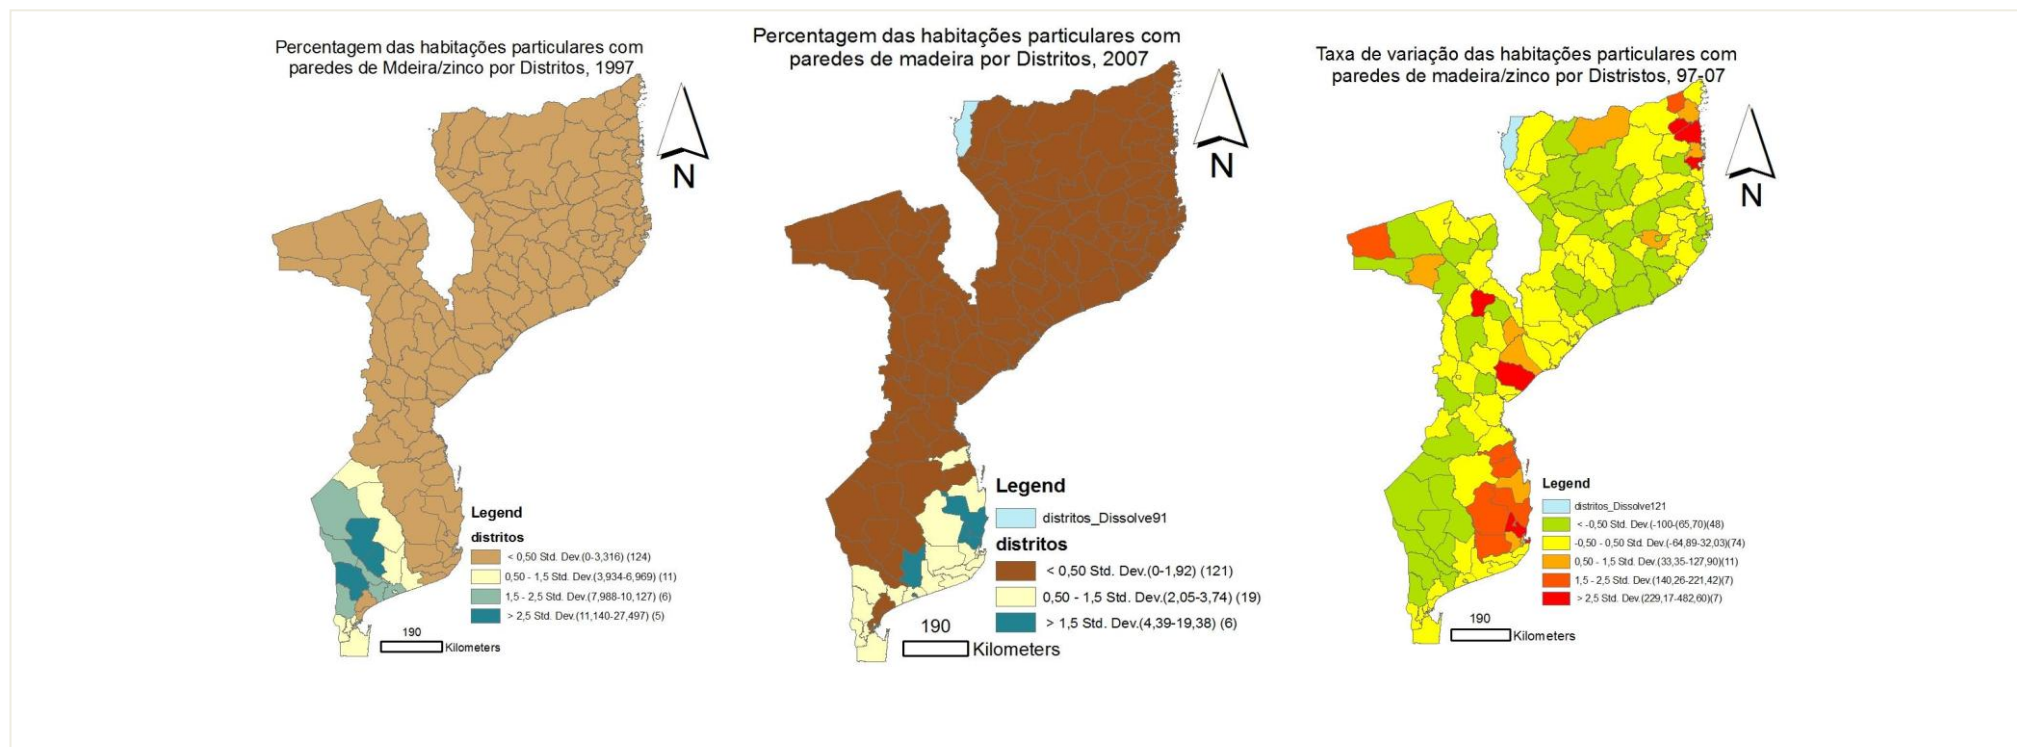 Percentagem das habitações particulares com
paredes de Mdeira/zinco por Distritos, 1997
N
Legend
distritos
< 0,50 Std. Dev.(0-3,316) (124)
0,50 - 1,5 Std. Dev.(3,934-6,969) (11)
1,5 - 2,5 Std. Dev.(7,988-10,127) (6)
> 2,5 Std. Dev.(11,140-27,497) (5)
190
Kilometers
Percentagem das habitações particulares com
paredes de madeira por Distritos, 2007
N
Legend
distritos_Dissolve91
distritos
< 0,50 Std. Dev.(0-1,92) (121)
0,50 - 1,5 Std. Dev.(2,05-3,74) (19)
> 1,5 Std. Dev.(4,39-19,38) (6)
190
Kilometers
Taxa de variação das habitações particulares com
paredes de madeira/zinco por Distristos, 97-07
N
Legend
distritos_Dissolve121
< -0,50 Std. Dev.(-100-(65,70)(48)
-0,50 - 0,50 Std. Dev.(-64,89-32,03)(74)
0,50 - 1,5 Std. Dev.(33,35-127,90)(11)
1,5 - 2,5 Std. Dev.(140,26-221,42)(7)
> 2,5 Std. Dev.(229,17-482,60)(7)
190
Kilometers